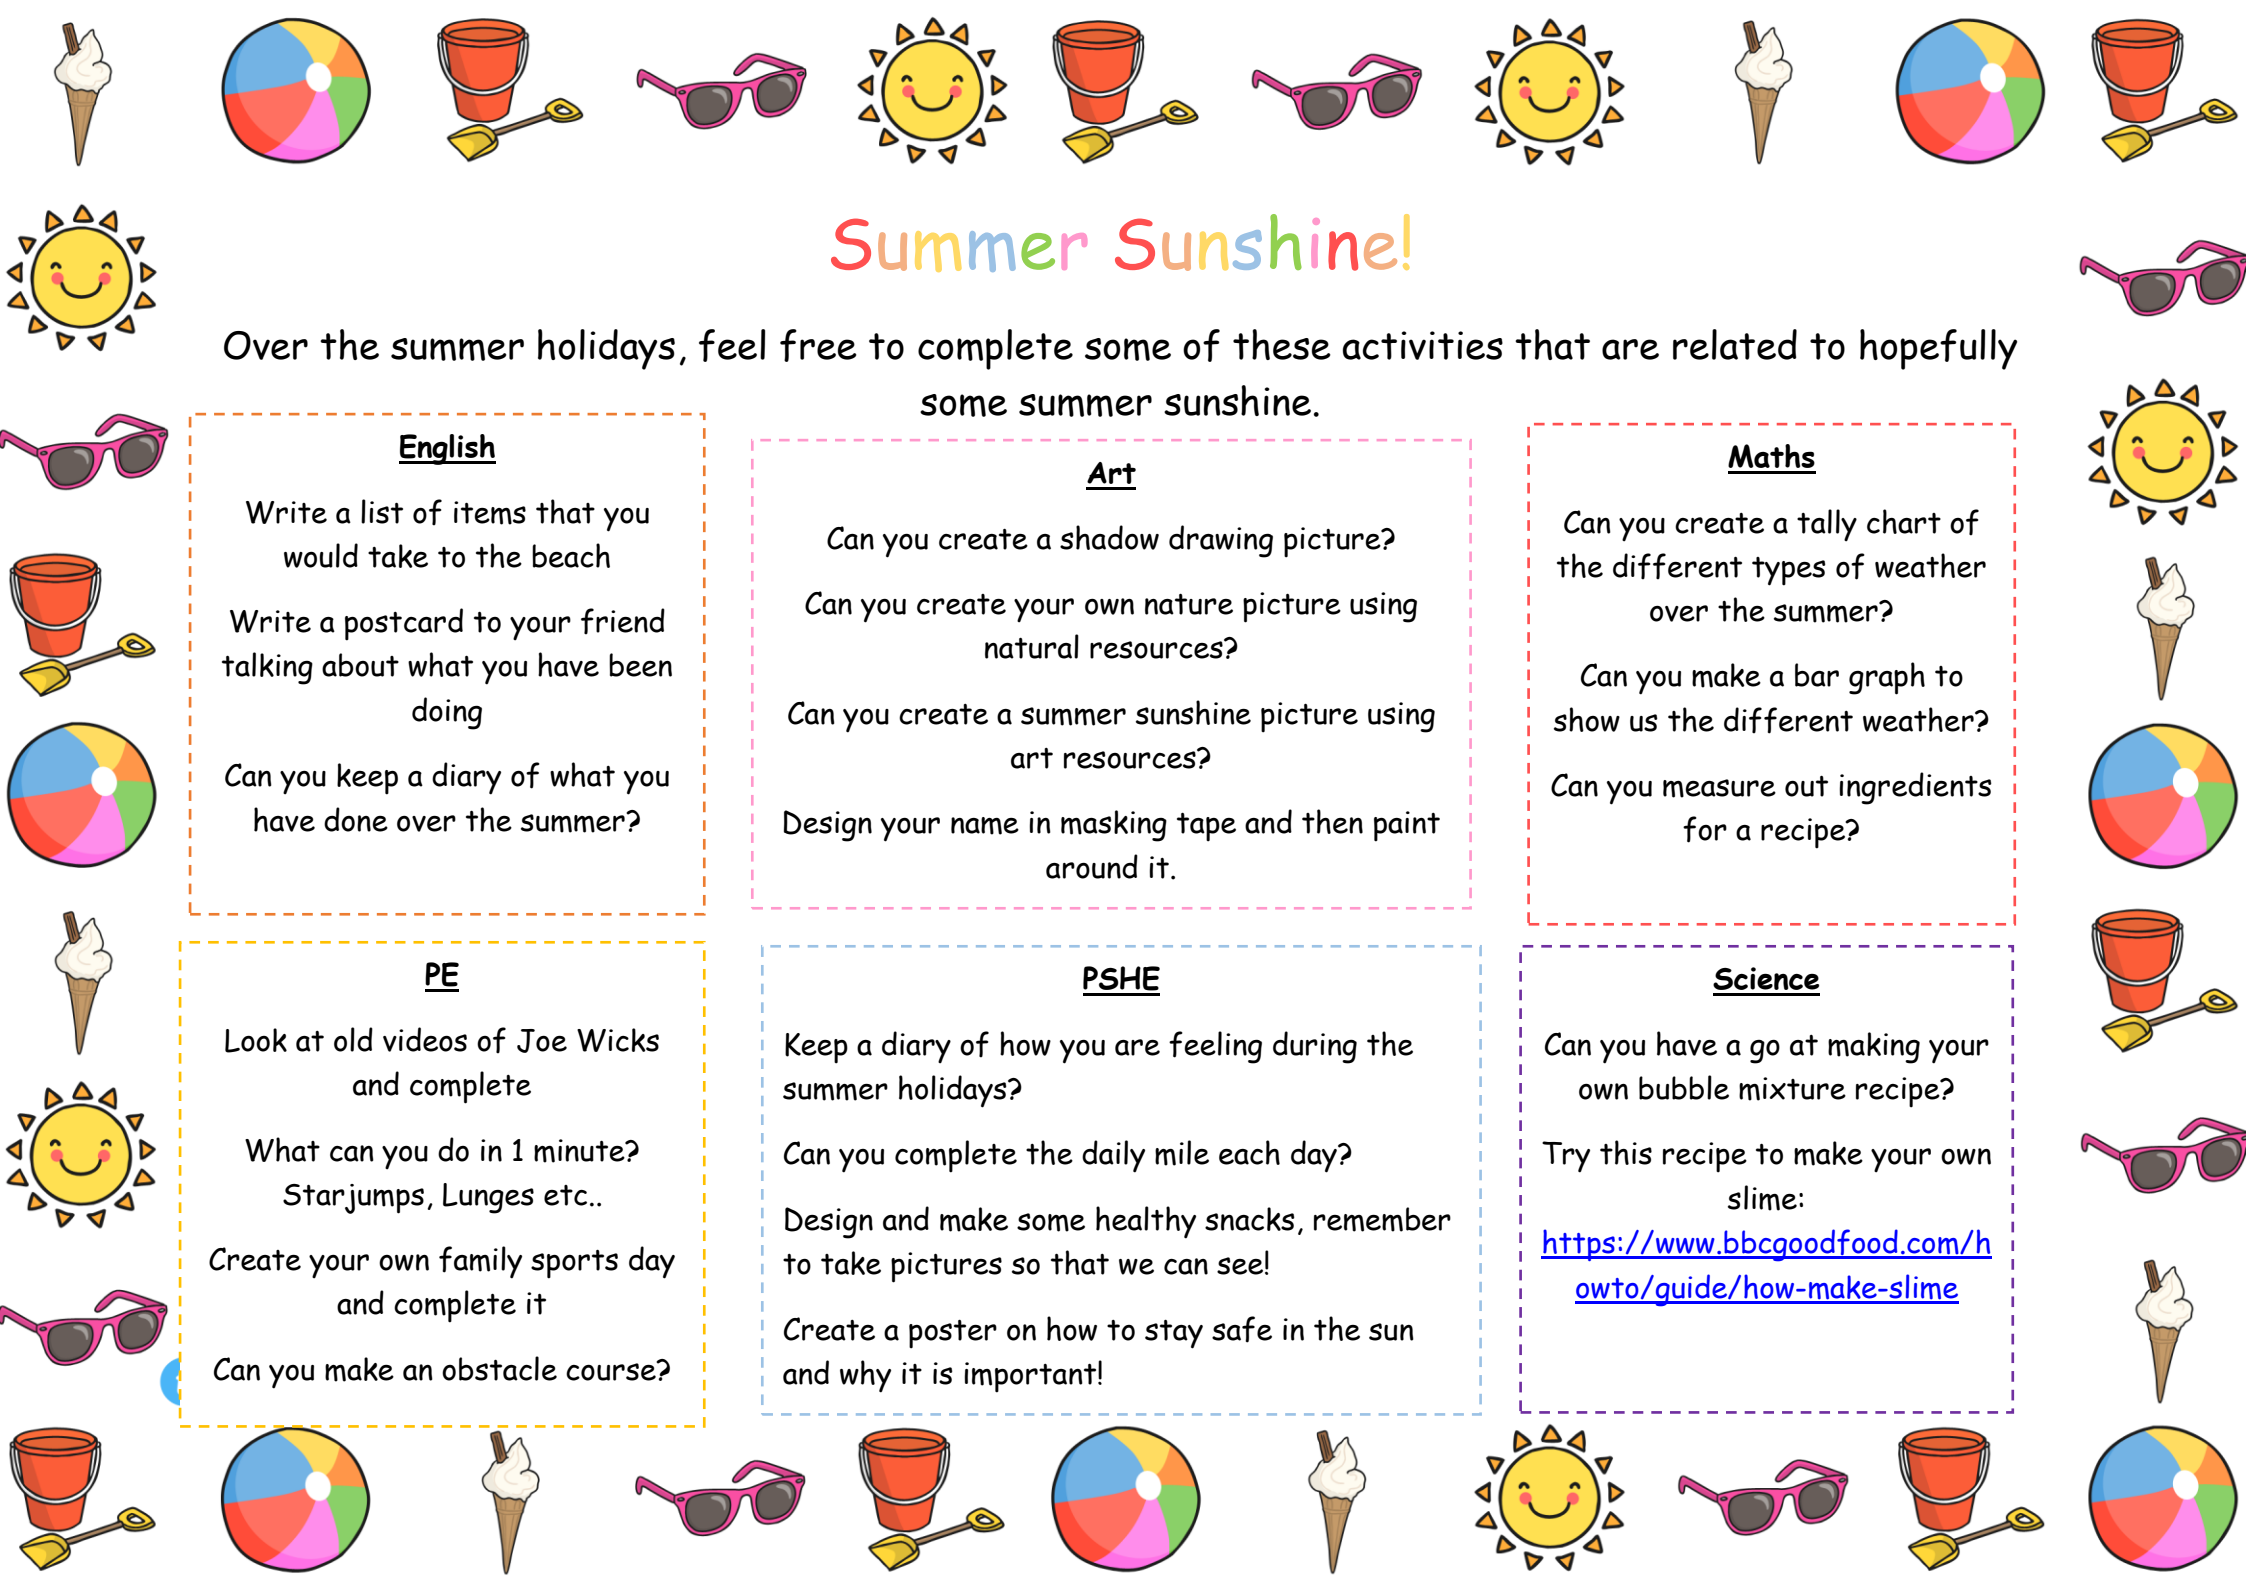 Summer Sunshine!
Over the summer holidays, feel free to complete some of these activities that are related to hopefully
some summer sunshine.
English
Write a list of items that you
would take to the beach
Write a postcard to your friend
talking about what you have been
doing
Can you keep a diary of what you
have done over the summer?
Art
Can you create a shadow drawing picture?
Can you create your own nature picture using
natural resources?
Can you create a summer sunshine picture using
art resources?
Design your name in masking tape and then paint
around it.
Maths
Can you create a tally chart of
the different types of weather
over the summer?
Can you make a bar graph to
show us the different weather?
Can you measure out ingredients
for a recipe?
PE
Look at old videos of Joe Wicks
and complete
What can you do in 1 minute?
Starjumps, Lunges etc..
Create your own family sports day
and complete it
Can you make an obstacle course?
PSHE
Keep a diary of how you are feeling during the
summer holidays?
Can you complete the daily mile each day?
Design and make some healthy snacks, remember
to take pictures so that we can see!
Create a poster on how to stay safe in the sun
and why it is important!
Science
Can you have a go at making your
own bubble mixture recipe?
Try this recipe to make your own
slime:
https://www.bbcgoodfood.com/h
owto/guide/how-make-slime